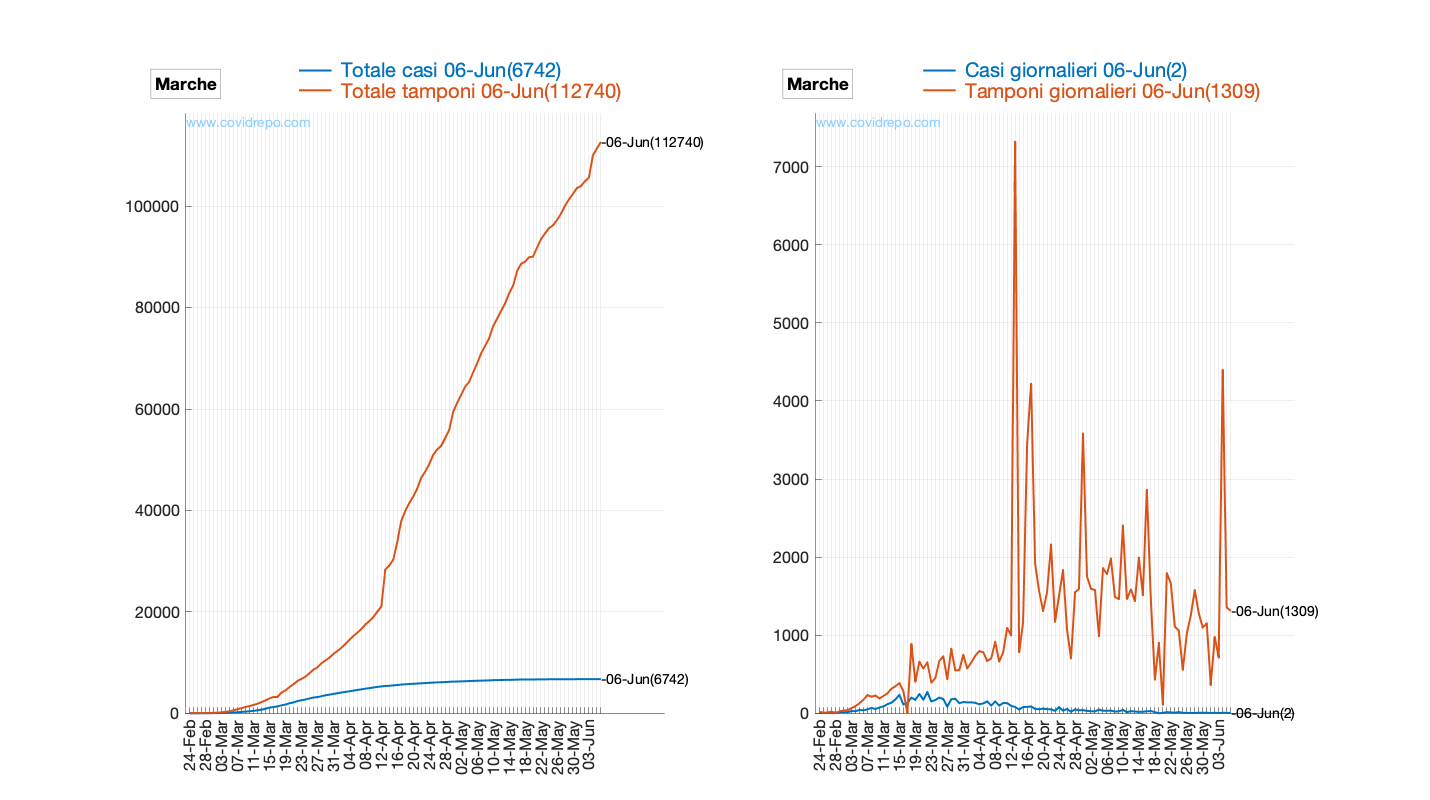 Marche
Totale casi 06-Jun(6742)
Totale tamponi 06-Jun(112740)
www.covidrepo.com
06-Jun(112740)
100000
80000
60000
40000
20000
0
06-Jun(6742)
24-Feb
28-Feb
03-Mar
07-Mar
11-Mar
15-Mar
19-Mar
23-Mar
27-Mar
31-Mar
04-Apr
08-Apr
12-Apr
16-Apr
20-Apr
24-Apr
28-Apr
02-May
06-May
10-May
14-May
18-May
22-May
26-May
30-May
03-Jun
Marche
Casi giornalieri 06-Jun(2)
Tamponi giornalieri 06-Jun(1309)
www.covidrepo.com
7000
6000
5000
4000
3000
2000
1000
0
06-Jun(1309)
06-Jun(2)
24-Feb
28-Feb
03-Mar
07-Mar
11-Mar
15-Mar
19-Mar
23-Mar
27-Mar
31-Mar
04-Apr
08-Apr
12-Apr
16-Apr
20-Apr
24-Apr
28-Apr
02-May
06-May
10-May
14-May
18-May
22-May
26-May
30-May
03-Jun